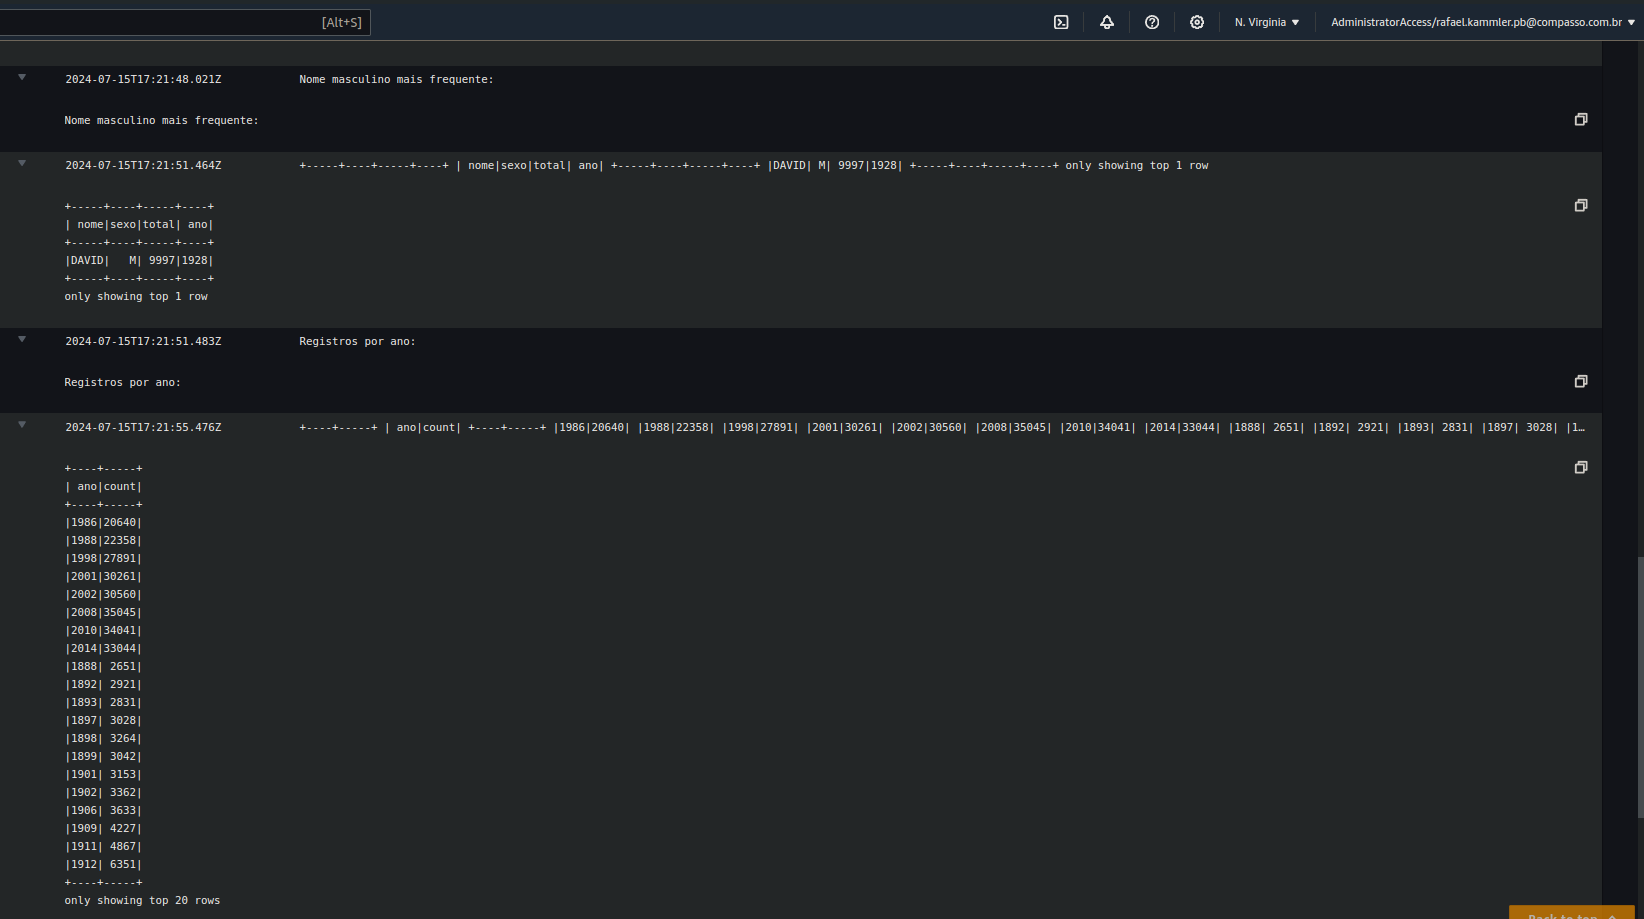 [Alt+S] N. Virginia ▼ AdministratorAccess/rafael.kammler.pb@compasso.com.br ▼
2024-07-15T17:21:48.021Z Nome masculino mais frequente:
Nome masculino mais frequente:
2024-07-15T17:21:51.464Z +-----+----+-----+----+ | nome|sexo|total| ano| +-----+----+-----+----+ |DAVID| M| 9997|1928| +-----+----+-----+----+ only showing top 1 row
+-----+----+-----+----+
| nome|sexo|total| ano|
+-----+----+-----+----+
|DAVID|   M| 9997|1928|
+-----+----+-----+----+
only showing top 1 row
2024-07-15T17:21:51.483Z Registros por ano:
Registros por ano:
2024-07-15T17:21:55.476Z +----+-----+ | ano|count| +----+-----+ |1986|20640| |1988|22358| |1998|27891| |2001|30261| |2002|30560| |2008|35045| |2010|34041| |2014|33044| |1888| 2651| |1892| 2921| |1893| 2831| |1897| 3028| |1…
+----+-----+
| ano|count|
+----+-----+
|1986|20640|
|1988|22358|
|1998|27891|
|2001|30261|
|2002|30560|
|2008|35045|
|2010|34041|
|2014|33044|
|1888| 2651|
|1892| 2921|
|1893| 2831|
|1897| 3028|
|1898| 3264|
|1899| 3042|
|1901| 3153|
|1902| 3362|
|1906| 3633|
|1909| 4227|
|1911| 4867|
|1912| 6351|
+----+-----+
only showing top 20 rows
Back to top